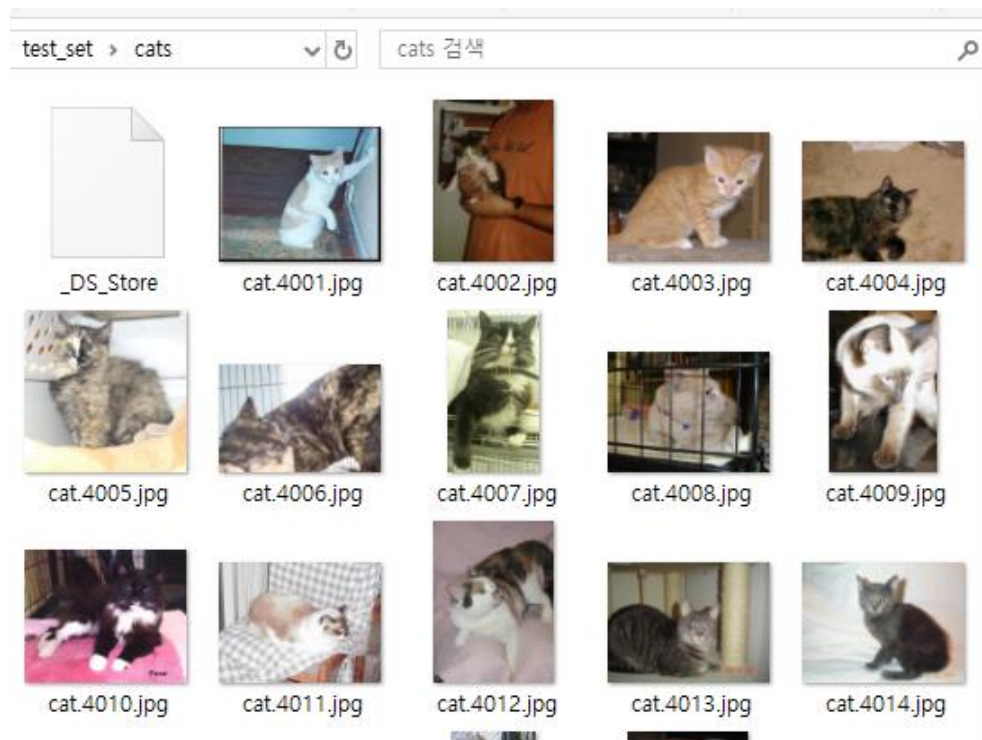 test_set > cats
cats 검색
_DS_Store
cat.4001.jpg
cat.4002.jpg
cat.4003.jpg
cat.4004.jpg
cat.4005.jpg
cat.4006.jpg
cat.4007.jpg
cat.4008.jpg
cat.4009.jpg
cat.4010.jpg
cat.4011.jpg
cat.4012.jpg
cat.4013.jpg
cat.4014.jpg